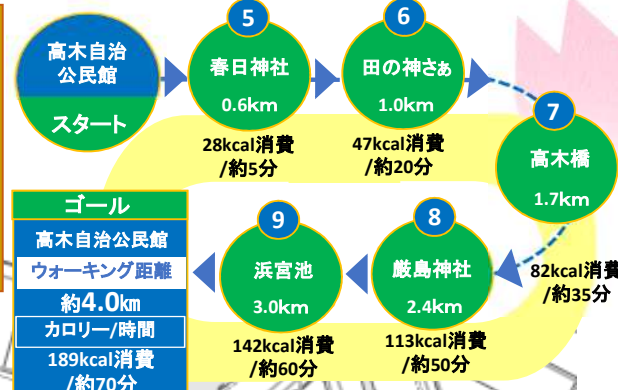 高木自治
公民館
スタート
5
春日神社
0.6km
28kcal消費
/約5分
6
田の神さぁ
1.0km
47kcal消費
/約20分
7
高木橋
1.7km
82kcal消費
/約35分
8
厳島神社
2.4km
113kcal消費
/約50分
9
浜宮池
3.0km
142kcal消費
/約60分
ゴール
高木自治公民館
ウォーキング距離
約4.0km
カロリー/時間
189kcal消費
/約70分